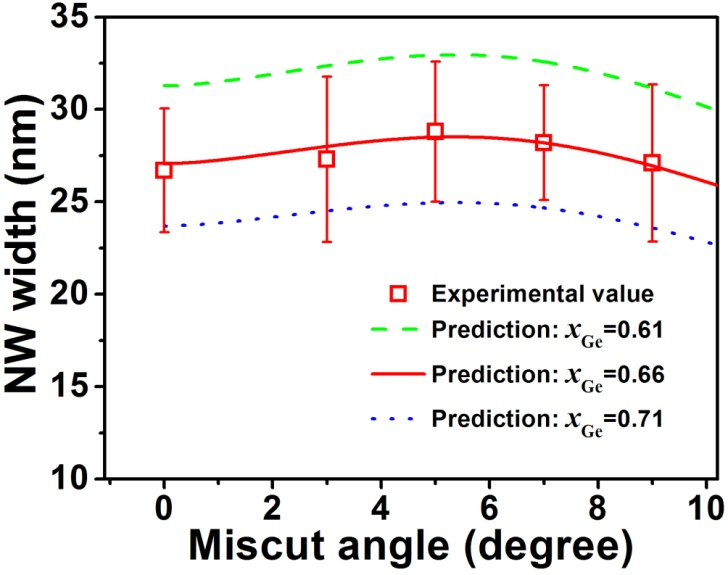 35
30
25
20
15
10
NW width (nm)
Experimental value
Prediction: xGe=0.61
Prediction: xGe=0.66
Prediction: xGe=0.71
0 2 4 6 8 10
Miscut angle (degree)